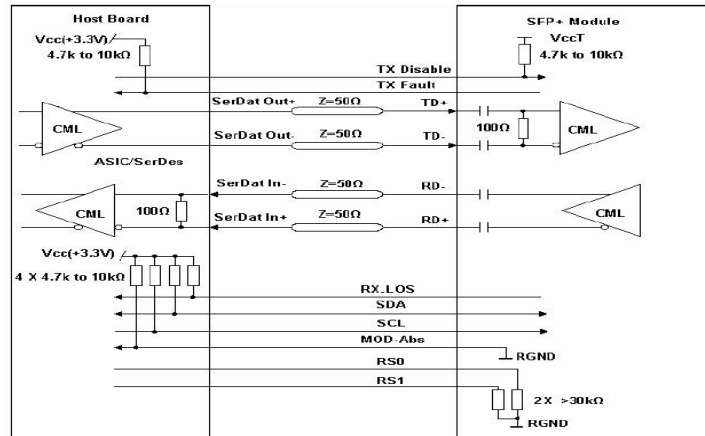 Host Board
SFP+ Module
Vcc(+3.3V)
4.7k to 10kΩ
VccT
4.7k to 10kΩ
TX Disable
TX Fault
SerDat Out+
Z=50Ω
TD+
CML
100Ω
CML
SerDat Out-
Z=50Ω
TD-
ASIC/SerDes
SerDat In-
Z=50Ω
RD-
CML
100Ω
CML
SerDat In+
Z=50Ω
RD+
Vcc(+3.3V)
4 X 4.7k to 10kΩ
RX.LOS
SDA
SCL
MOD-Abs
RGND
RS0
RS1
2X >30kΩ
RGND